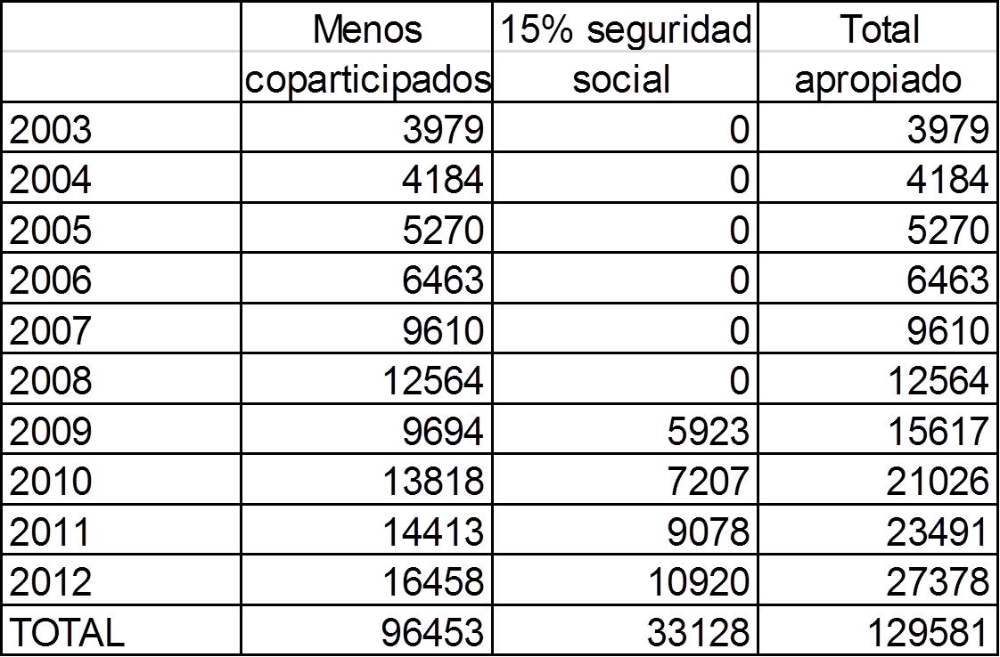 Menos 15% seguridad Total
coparticipados social apropiado
2003 3979 0 3979
2004 4184 0 4184
2005 5270 0 5270
2006 6463 0 6463
2007 9610 0 9610
2008 12564 0 12564
2009 9694 5923 15617
2010 13818 7207 21026
2011 14413 9078 23491
2012 16458 10920 27378
TOTAL 96453 33128 129581